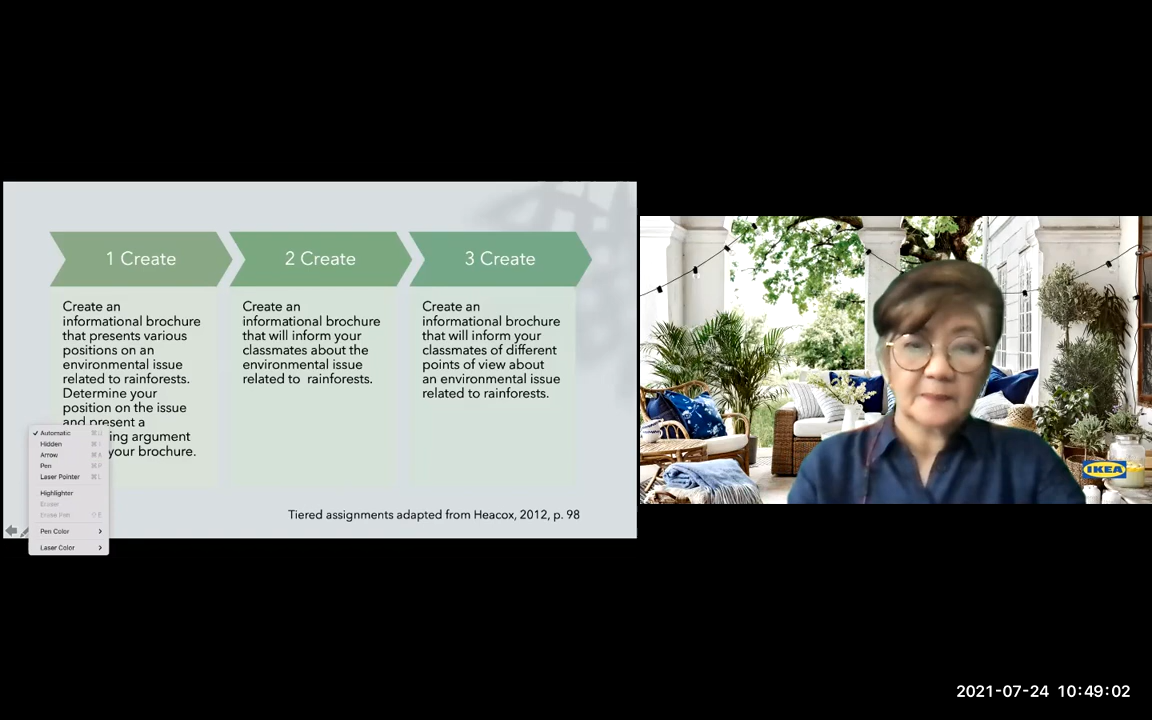 1 Create
Create an
informational brochure
that presents various
positions on an
environmental issue
related to rainforests.
Determine your
position on the issue
and present a
ing argument
your brochure.
2 Create
Create an
informational brochure
that will inform your
classmates about the
environmental issue
related to rainforests.
3 Create
Create an
informational brochure
that will inform your
classmates of different
points of view about
an environmental issue
related to rainforests.
Tiered assignments adapted from Heacox, 2012, p. 98
✓ Automatic ⌘U
Hidden ⌘I
Arrow ⌘A
Pen ⌘P
Laser Pointer ⌘L
Highlighter
Eraser
Erase Pen ⇧E
Pen Color >
Laser Color >
IKEA
2021-07-24 10:49:02